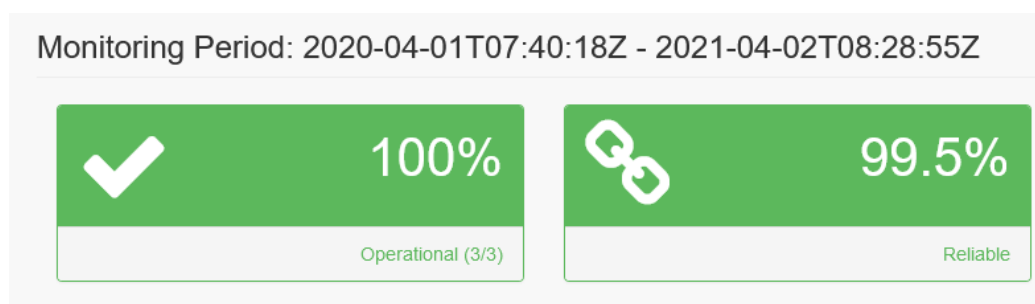 Monitoring Period: 2020-04-01T07:40:18Z - 2021-04-02T08:28:55Z
100%
Operational (3/3)
99.5%
Reliable